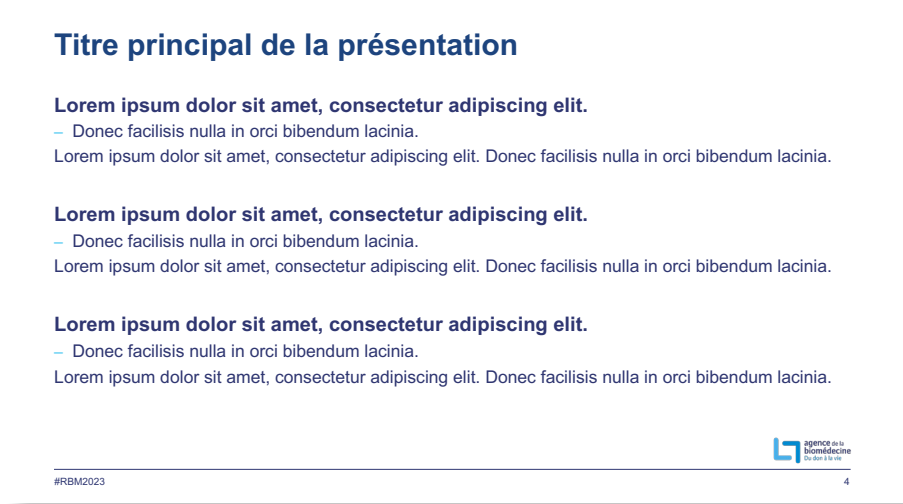 Titre principal de la présentation
Lorem ipsum dolor sit amet, consectetur adipiscing elit.
– Donec facilisis nulla in orci bibendum lacinia.
Lorem ipsum dolor sit amet, consectetur adipiscing elit. Donec facilisis nulla in orci bibendum lacinia.
Lorem ipsum dolor sit amet, consectetur adipiscing elit.
– Donec facilisis nulla in orci bibendum lacinia.
Lorem ipsum dolor sit amet, consectetur adipiscing elit. Donec facilisis nulla in orci bibendum lacinia.
Lorem ipsum dolor sit amet, consectetur adipiscing elit.
– Donec facilisis nulla in orci bibendum lacinia.
Lorem ipsum dolor sit amet, consectetur adipiscing elit. Donec facilisis nulla in orci bibendum lacinia.
agence de la
biomédecine
Du don à la vie
#RBM2023
4